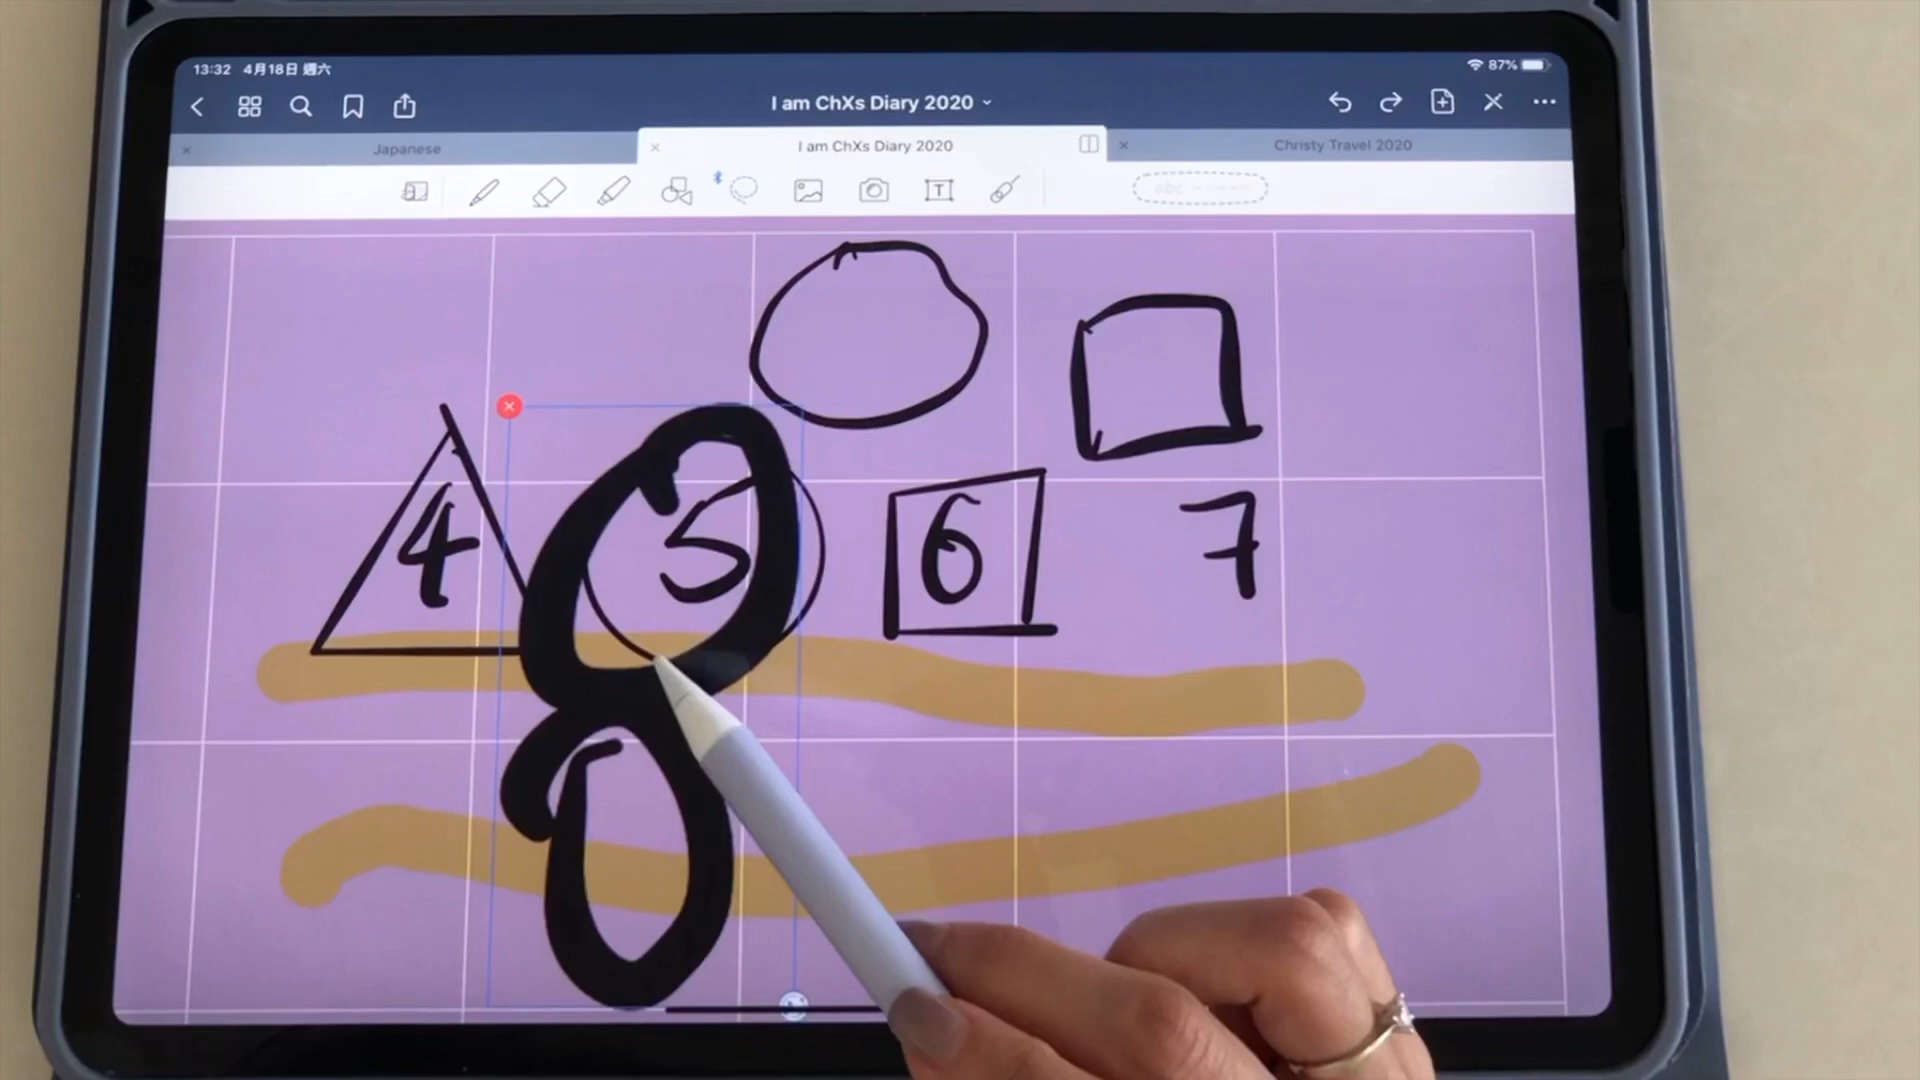 13:32 4月18日 週六
87%
I am ChXs Diary 2020
Japanese
I am ChXs Diary 2020
Christy Travel 2020
T
4 5 6 7
8